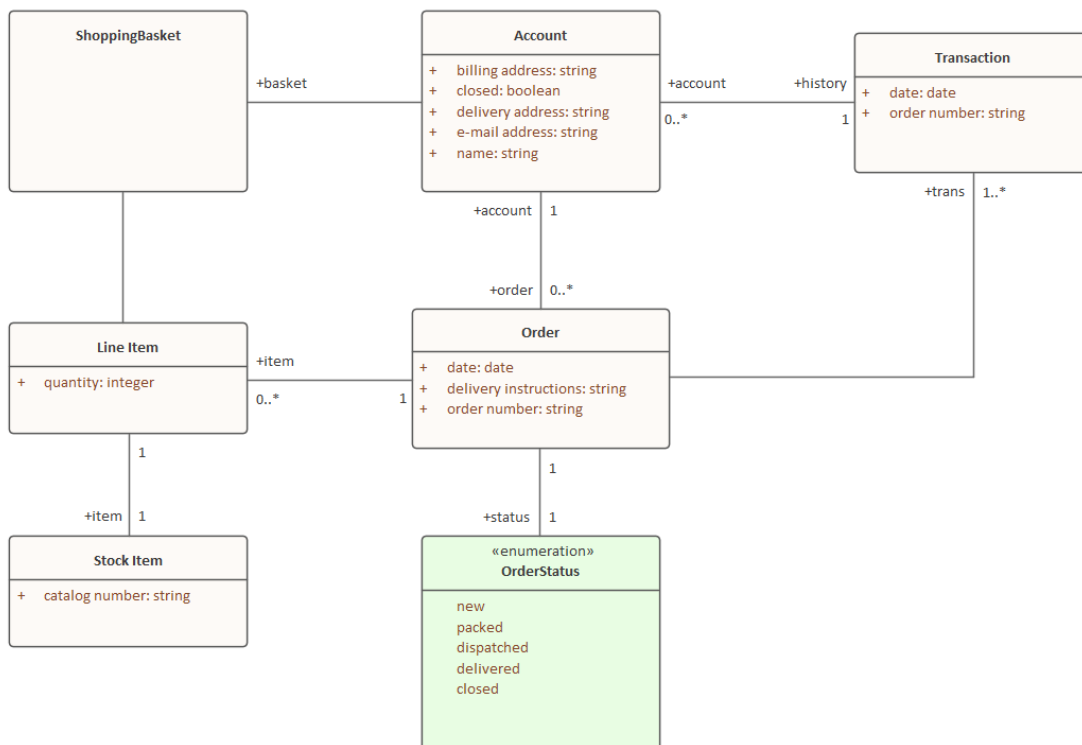 ShoppingBasket
+basket
Account
+ billing address: string
+ closed: boolean
+ delivery address: string
+ e-mail address: string
+ name: string
+account
0..*
+history
1
Transaction
+ date: date
+ order number: string
+trans 1..*
+account 1
+order 0..*
Line Item
+ quantity: integer
+item
0..*
1
Order
+ date: date
+ delivery instructions: string
+ order number: string
1
+item 1
Stock Item
+ catalog number: string
1
+status 1
«enumeration»
OrderStatus
new
packed
dispatched
delivered
closed